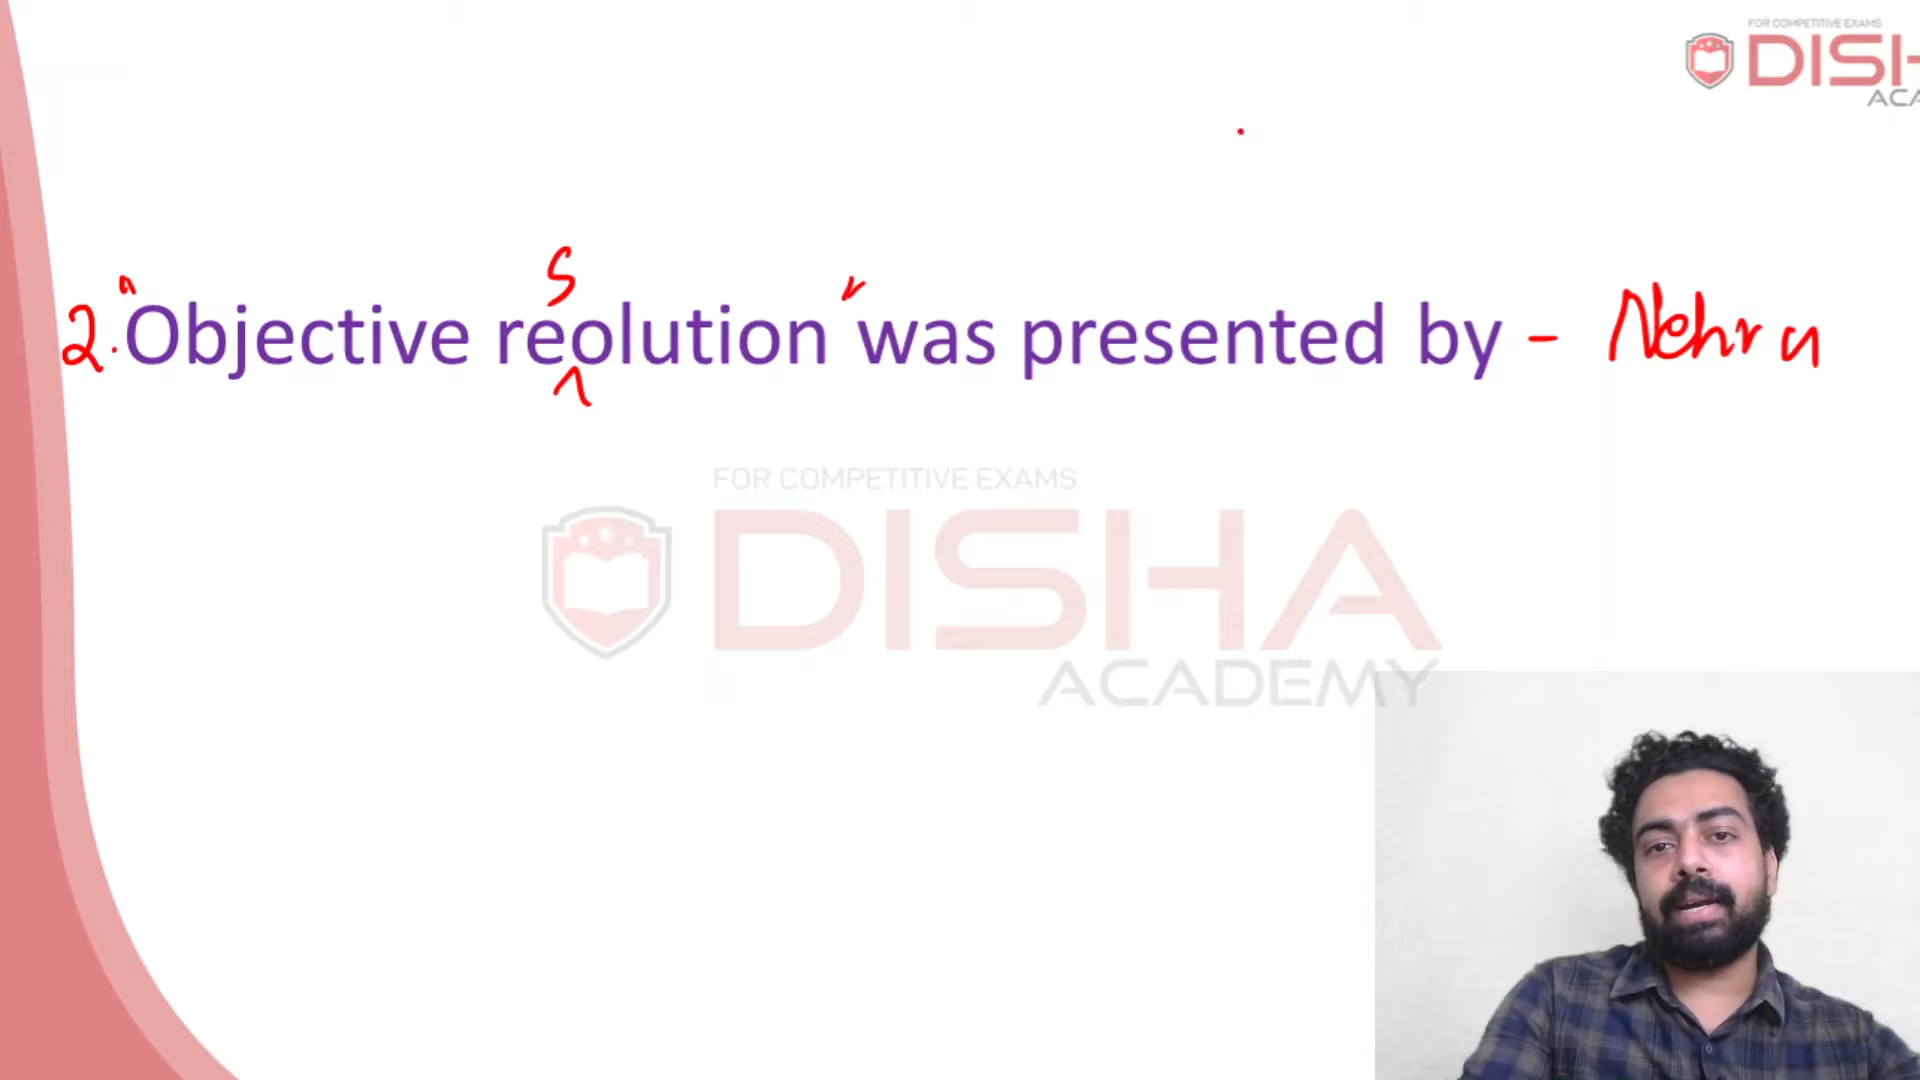 FOR COMPETITIVE EXAMS
DISH
ACA
s
2. "Objective reolution" was presented by - Nehru
FOR COMPETITIVE EXAMS
DISHA
ACADEMY